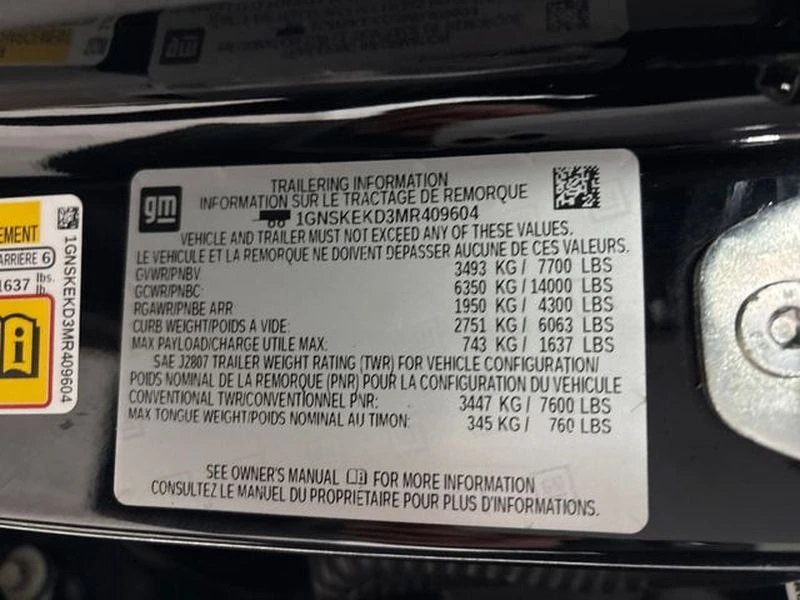 gm
TRAILERING INFORMATION
INFORMATION SUR LE TRACTAGE DE REMORQUE
1GNSKEKD3MR409604
VEHICLE AND TRAILER MUST NOT EXCEED ANY OF THESE VALUES.
LE VEHICULE ET LA REMORQUE NE DOIVENT DÉPASSER AUCUNE DE CES VALEURS.
GVWR/PNBV 3493 KG / 7700 LBS
GCWR/PNBC 6350 KG / 14000 LBS
RGAWR/PNBE ARR 1950 KG / 4300 LBS
CURB WEIGHT/POIDS A VIDE: 2751 KG / 6063 LBS
MAX PAYLOAD/CHARGE UTILE MAX: 743 KG / 1637 LBS
SAE J2807 TRAILER WEIGHT RATING (TWR) FOR VEHICLE CONFIGURATION/
POIDS NOMINAL DE LA REMORQUE (PNR) POUR LA CONFIGURATION DU VEHICULE
CONVENTIONAL TWR/CONVENTIONNEL PNR: 3447 KG / 7600 LBS
MAX TONGUE WEIGHT/POIDS NOMINAL AU TIMON: 345 KG / 760 LBS
SEE OWNER'S MANUAL FOR MORE INFORMATION
CONSULTEZ LE MANUEL DU PROPRIÉTAIRE POUR PLUS D'INFORMATIONS.
EMENT
ARRIERE 6
1637 lbs.
lb
1GNSKEKD3MR409604